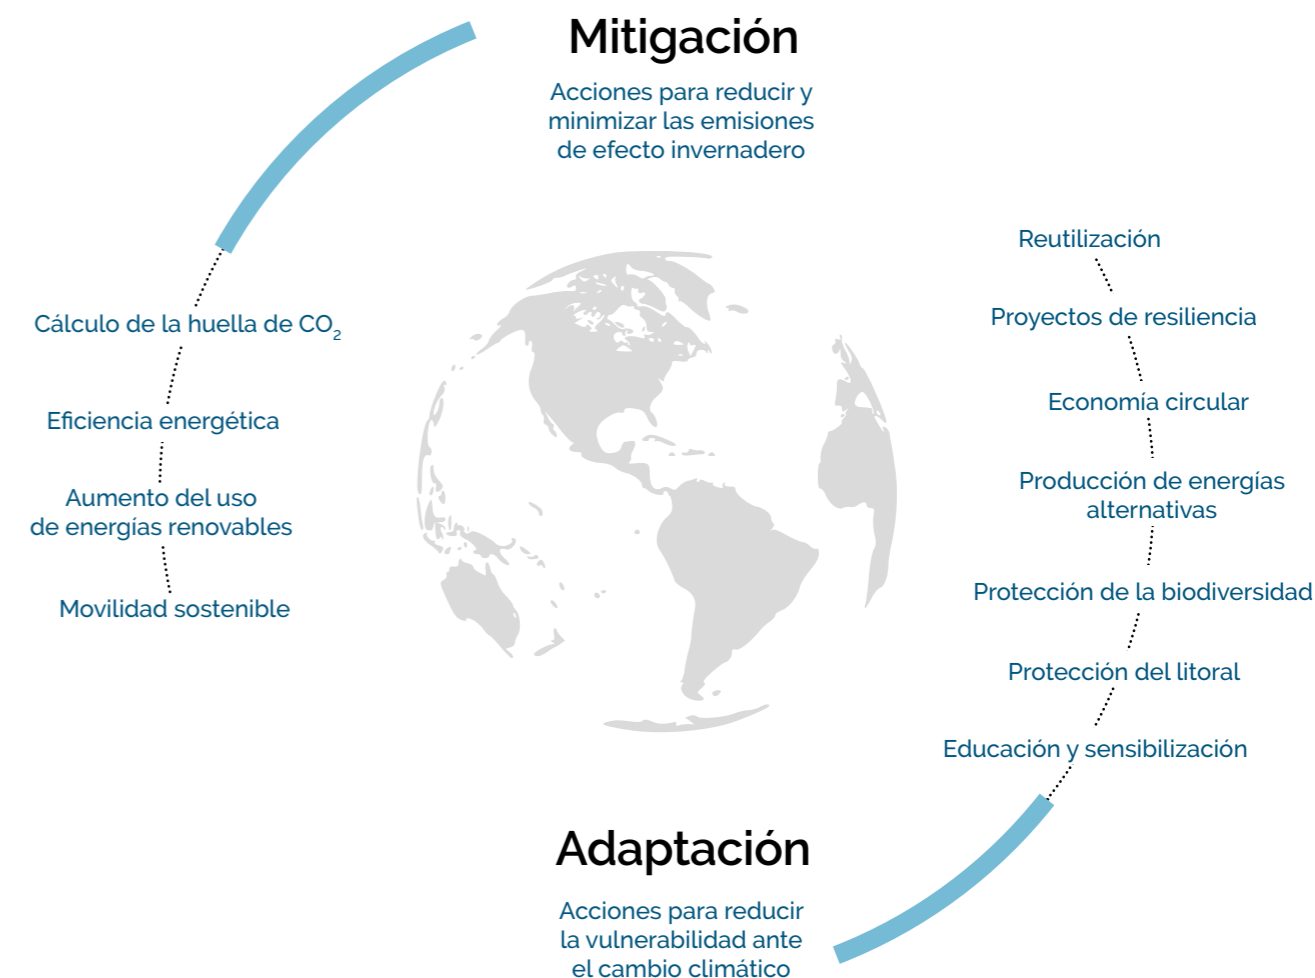 Mitigación
Acciones para reducir y
minimizar las emisiones
de efecto invernadero
Cálculo de la huella de CO₂
Eficiencia energética
Aumento del uso
de energías renovables
Movilidad sostenible
Reutilización
Proyectos de resiliencia
Economía circular
Producción de energías
alternativas
Protección de la biodiversidad
Protección del litoral
Educación y sensibilización
Adaptación
Acciones para reducir
la vulnerabilidad ante
el cambio climático